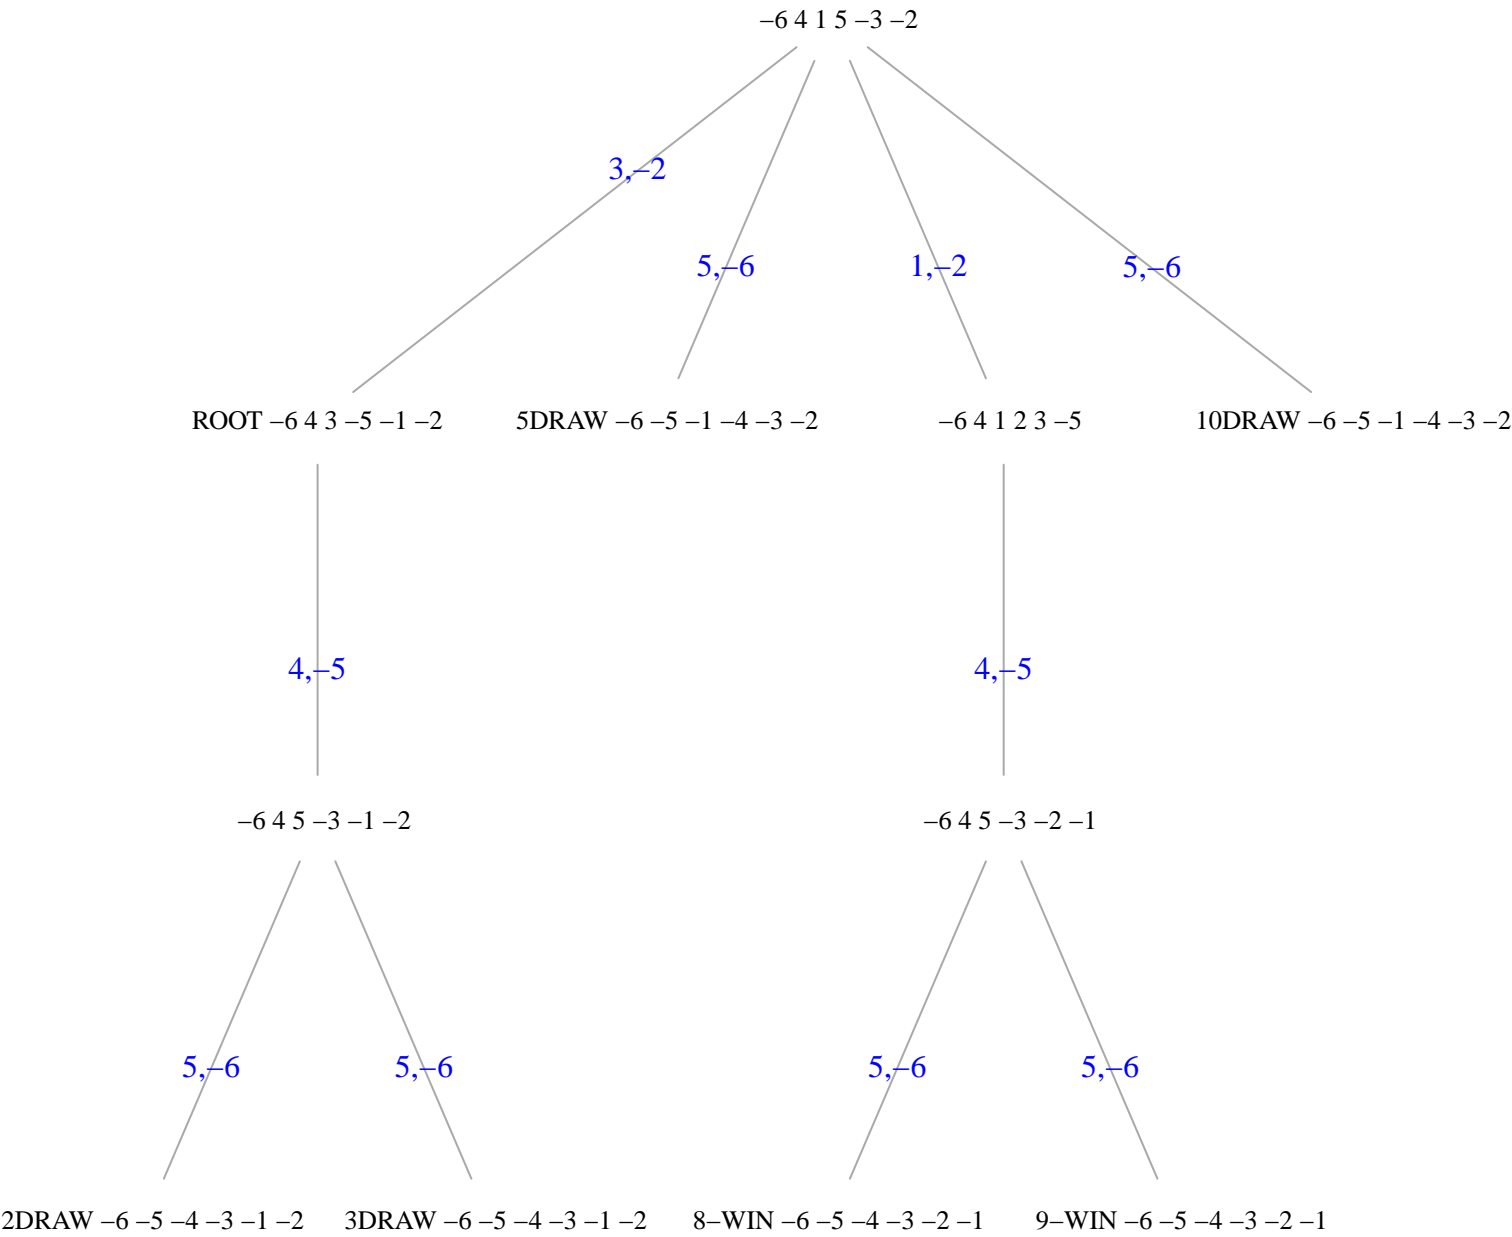 −6 4 1 5 −3 −2
3,−2
5,−6
1,−2
5,−6
ROOT −6 4 3 −5 −1 −2
5DRAW −6 −5 −1 −4 −3 −2
−6 4 1 2 3 −5
10DRAW −6 −5 −1 −4 −3 −2
4,−5
4,−5
−6 4 5 −3 −1 −2
−6 4 5 −3 −2 −1
5,−6
5,−6
5,−6
5,−6
2DRAW −6 −5 −4 −3 −1 −2
3DRAW −6 −5 −4 −3 −1 −2
8−WIN −6 −5 −4 −3 −2 −1
9−WIN −6 −5 −4 −3 −2 −1